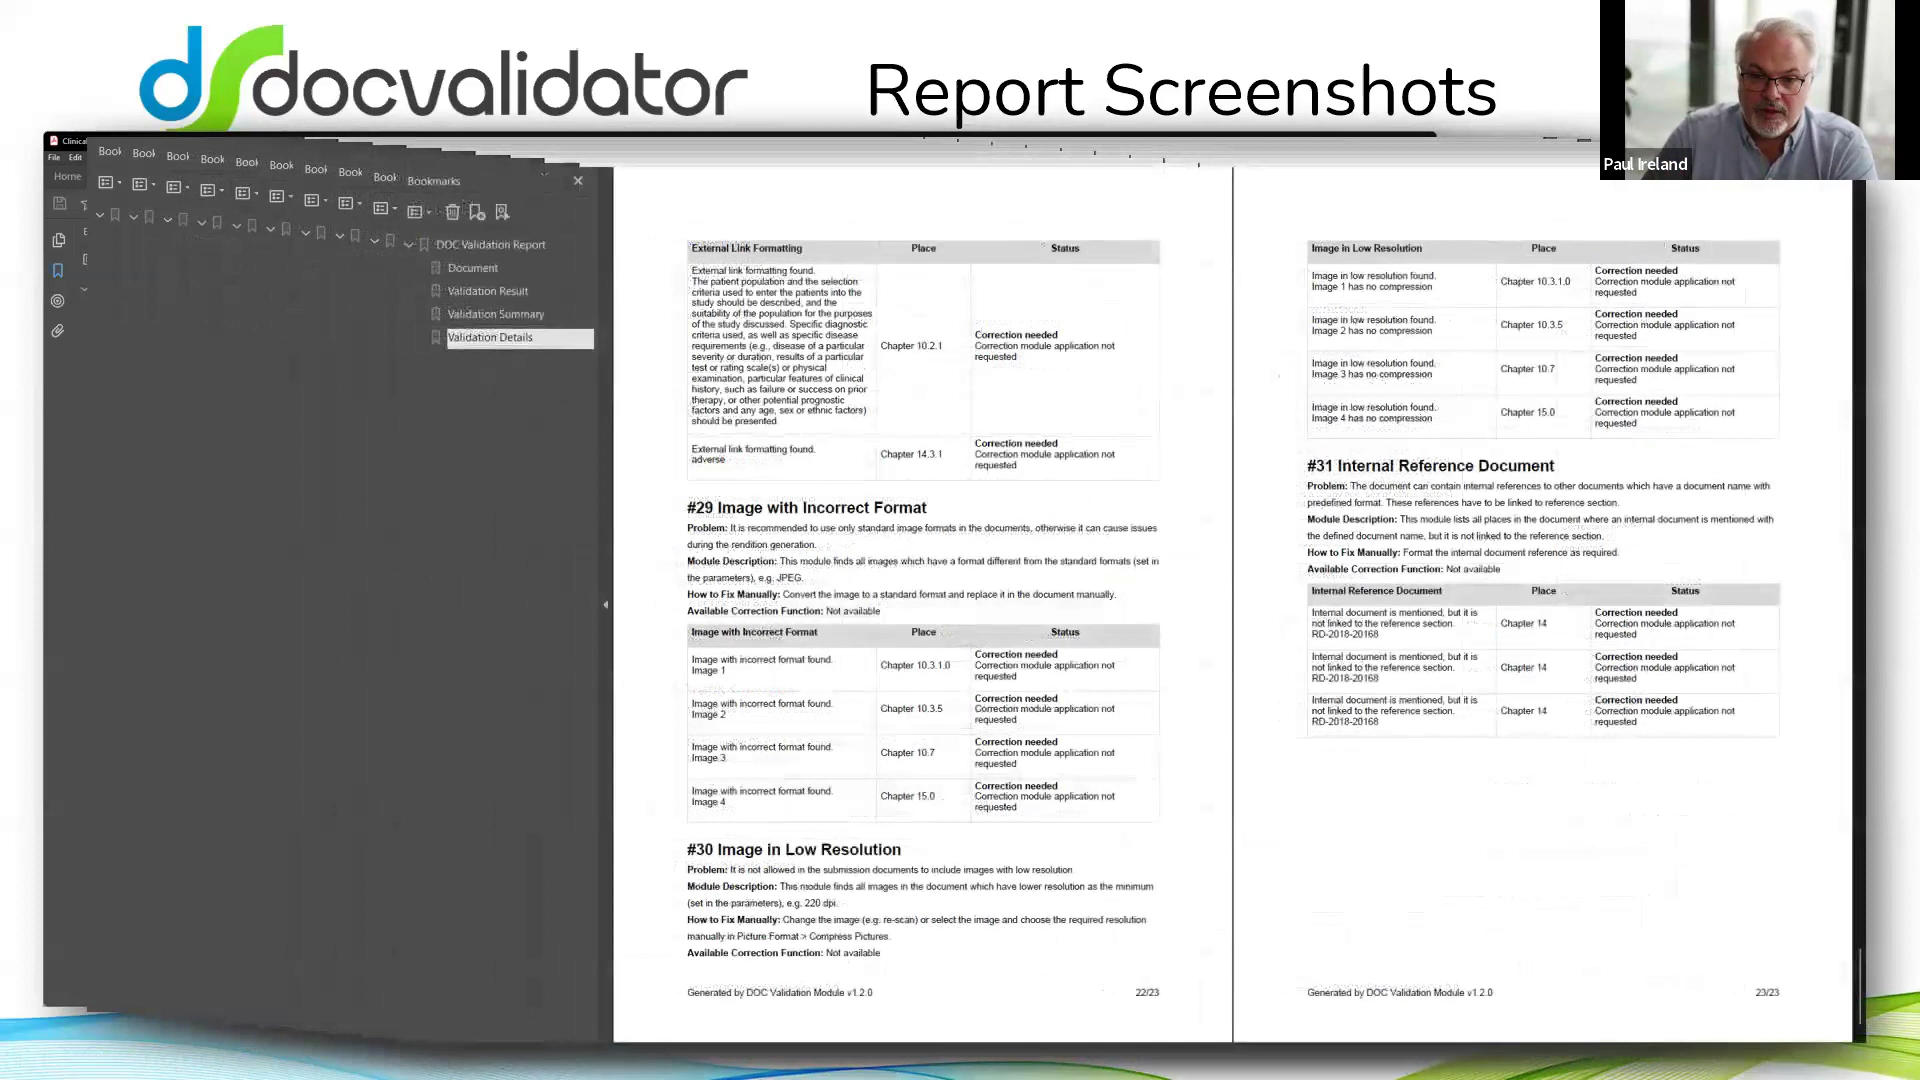 docvalidator
Report Screenshots
Paul Ireland
Clinical
File Edit
Home
Book
Book
Book
Book
Book
Book
Book
Book
Book
Bookmarks
DOC Validation Report
Document
Validation Result
Validation Summary
Validation Details
External Link Formatting Place Status
External link formatting found.
The patient population and the selection
criteria used to enter the patients into the
study should be described, and the
suitability of the population for the purposes
of the study discussed. Specific diagnostic
criteria used, as well as specific disease
requirements (e.g., disease of a particular
severity or duration, results of a particular
test or rating scale(s) or physical
examination, particular features of clinical
history, such as failure or success on prior
therapy, or other potential prognostic
factors and any age, sex or ethnic factors)
should be presented
Chapter 10.2.1
Correction needed
Correction module application not
requested
External link formatting found.
adverse
Chapter 14.3.1
Correction needed
Correction module application not
requested
#29 Image with Incorrect Format
Problem: It is recommended to use only standard image formats in the documents, otherwise it can cause issues
during the rendition generation.
Module Description: This module finds all images which have a format different from the standard formats (set in
the parameters), e.g. JPEG.
How to Fix Manually: Convert the image to a standard format and replace it in the document manually.
Available Correction Function: Not available
Image with Incorrect Format Place Status
Image with incorrect format found.
Image 1
Chapter 10.3.1.0
Correction needed
Correction module application not
requested
Image with incorrect format found.
Image 2
Chapter 10.3.5
Correction needed
Correction module application not
requested
Image with incorrect format found.
Image 3
Chapter 10.7
Correction needed
Correction module application not
requested
Image with incorrect format found.
Image 4
Chapter 15.0
Correction needed
Correction module application not
requested
#30 Image in Low Resolution
Problem: It is not allowed in the submission documents to include images with low resolution
Module Description: This module finds all images in the document which have lower resolution as the minimum
(set in the parameters), e.g. 220 dpi.
How to Fix Manually: Change the image (e.g. re-scan) or select the image and choose the required resolution
manually in Picture Format > Compress Pictures.
Available Correction Function: Not available
Generated by DOC Validation Module v1.2.0 22/23
Image in Low Resolution Place Status
Image in low resolution found.
Image 1 has no compression
Chapter 10.3.1.0
Correction needed
Correction module application not
requested
Image in low resolution found.
Image 2 has no compression
Chapter 10.3.5
Correction needed
Correction module application not
requested
Image in low resolution found.
Image 3 has no compression
Chapter 10.7
Correction needed
Correction module application not
requested
Image in low resolution found.
Image 4 has no compression
Chapter 15.0
Correction needed
Correction module application not
requested
#31 Internal Reference Document
Problem: The document can contain internal references to other documents which have a document name with
predefined format. These references have to be linked to reference section.
Module Description: This module lists all places in the document where an internal document is mentioned with
the defined document name, but it is not linked to the reference section.
How to Fix Manually: Format the internal document reference as required.
Available Correction Function: Not available
Internal Reference Document Place Status
Internal document is mentioned, but it is
not linked to the reference section.
RD-2018-20168
Chapter 14
Correction needed
Correction module application not
requested
Internal document is mentioned, but it is
not linked to the reference section.
RD-2018-20168
Chapter 14
Correction needed
Correction module application not
requested
Internal document is mentioned, but it is
not linked to the reference section.
RD-2018-20168
Chapter 14
Correction needed
Correction module application not
requested
Generated by DOC Validation Module v1.2.0 23/23